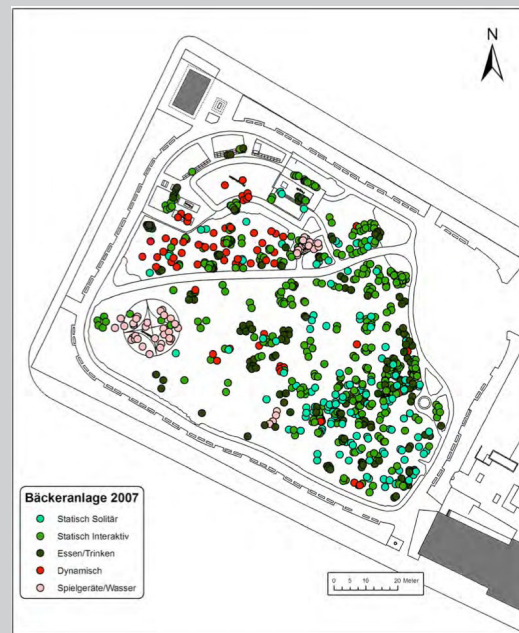 N
Bäckeranlage 2007
Statisch Solitär
Statisch Interaktiv
Essen/Trinken
Dynamisch
Spielgeräte/Wasser
0 5 10 20 Meter